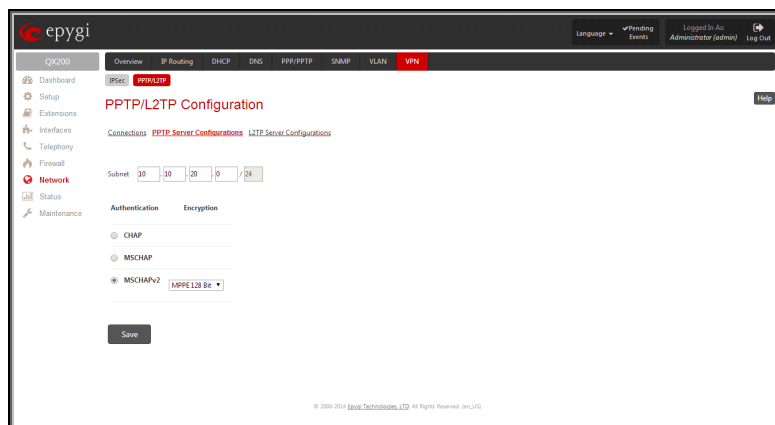 epygi
Language
Pending Events
Logged In As:
Administrator (admin)
Log Out
QX200
Overview IP Routing DHCP DNS PPP/PPTP SNMP VLAN VPN
Dashboard
Setup
Extensions
Interfaces
Telephony
Firewall
Network
Status
Maintenance
IPSec PPTP/L2TP
Help
PPTP/L2TP Configuration
Connections PPTP Server Configurations L2TP Server Configurations
Subnet 10 . 10 . 20 . 0 / 24
Authentication Encryption
CHAP
MSCHAP
MSCHAPv2 MPPE 128 Bit
Save
© 2000-2014 Epygi Technologies, LTD. All Rights Reserved. (en_US)